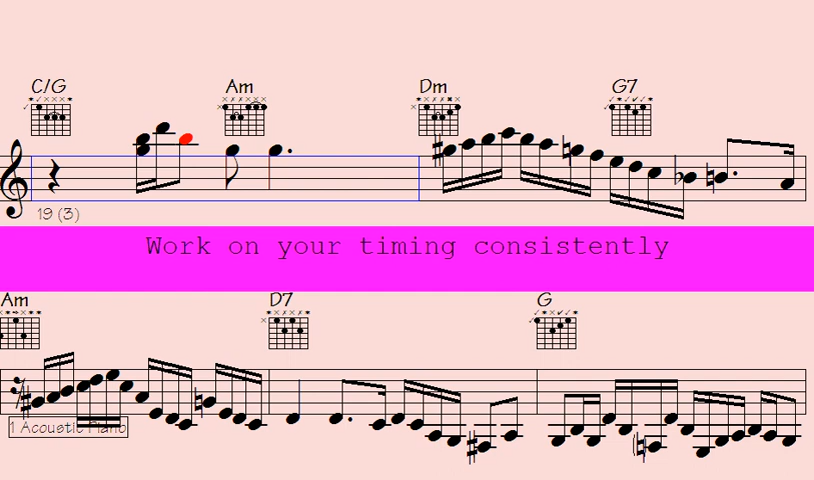 C/G Am Dm G7
19 (3)
Work on your timing consistently
Am D7 G
1 Acoustic Piano